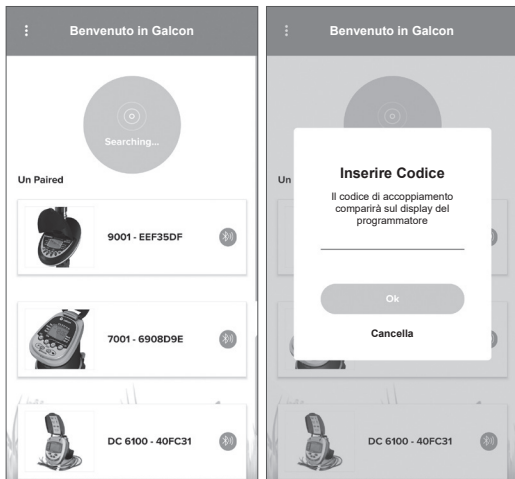 Benvenuto in Galcon
Searching...
Un Paired
9001 - EEF35DF
7001 - 6908D9E
DC 6100 - 40FC31
Benvenuto in Galcon
Un
Inserire Codice
Il codice di accoppiamento
comparirà sul display del
programmatore
Ok
Cancella
DC 6100 - 40FC31